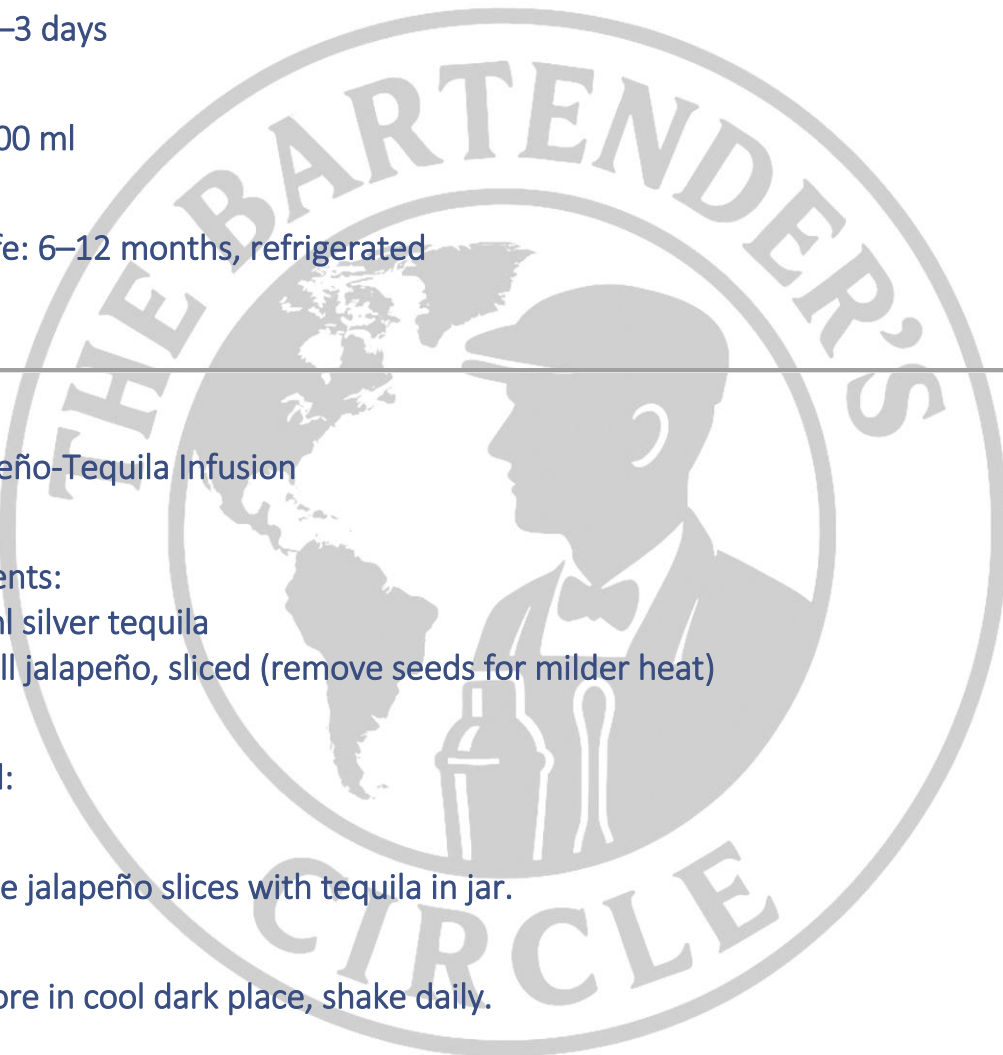 –3 days
00 ml
fe: 6–12 months, refrigerated
eño-Tequila Infusion
ents:
ml silver tequila
ll jalapeño, sliced (remove seeds for milder heat)
d:
e jalapeño slices with tequila in jar.
ore in cool dark place, shake daily.
THE BARTENDER'S
CIRCLE